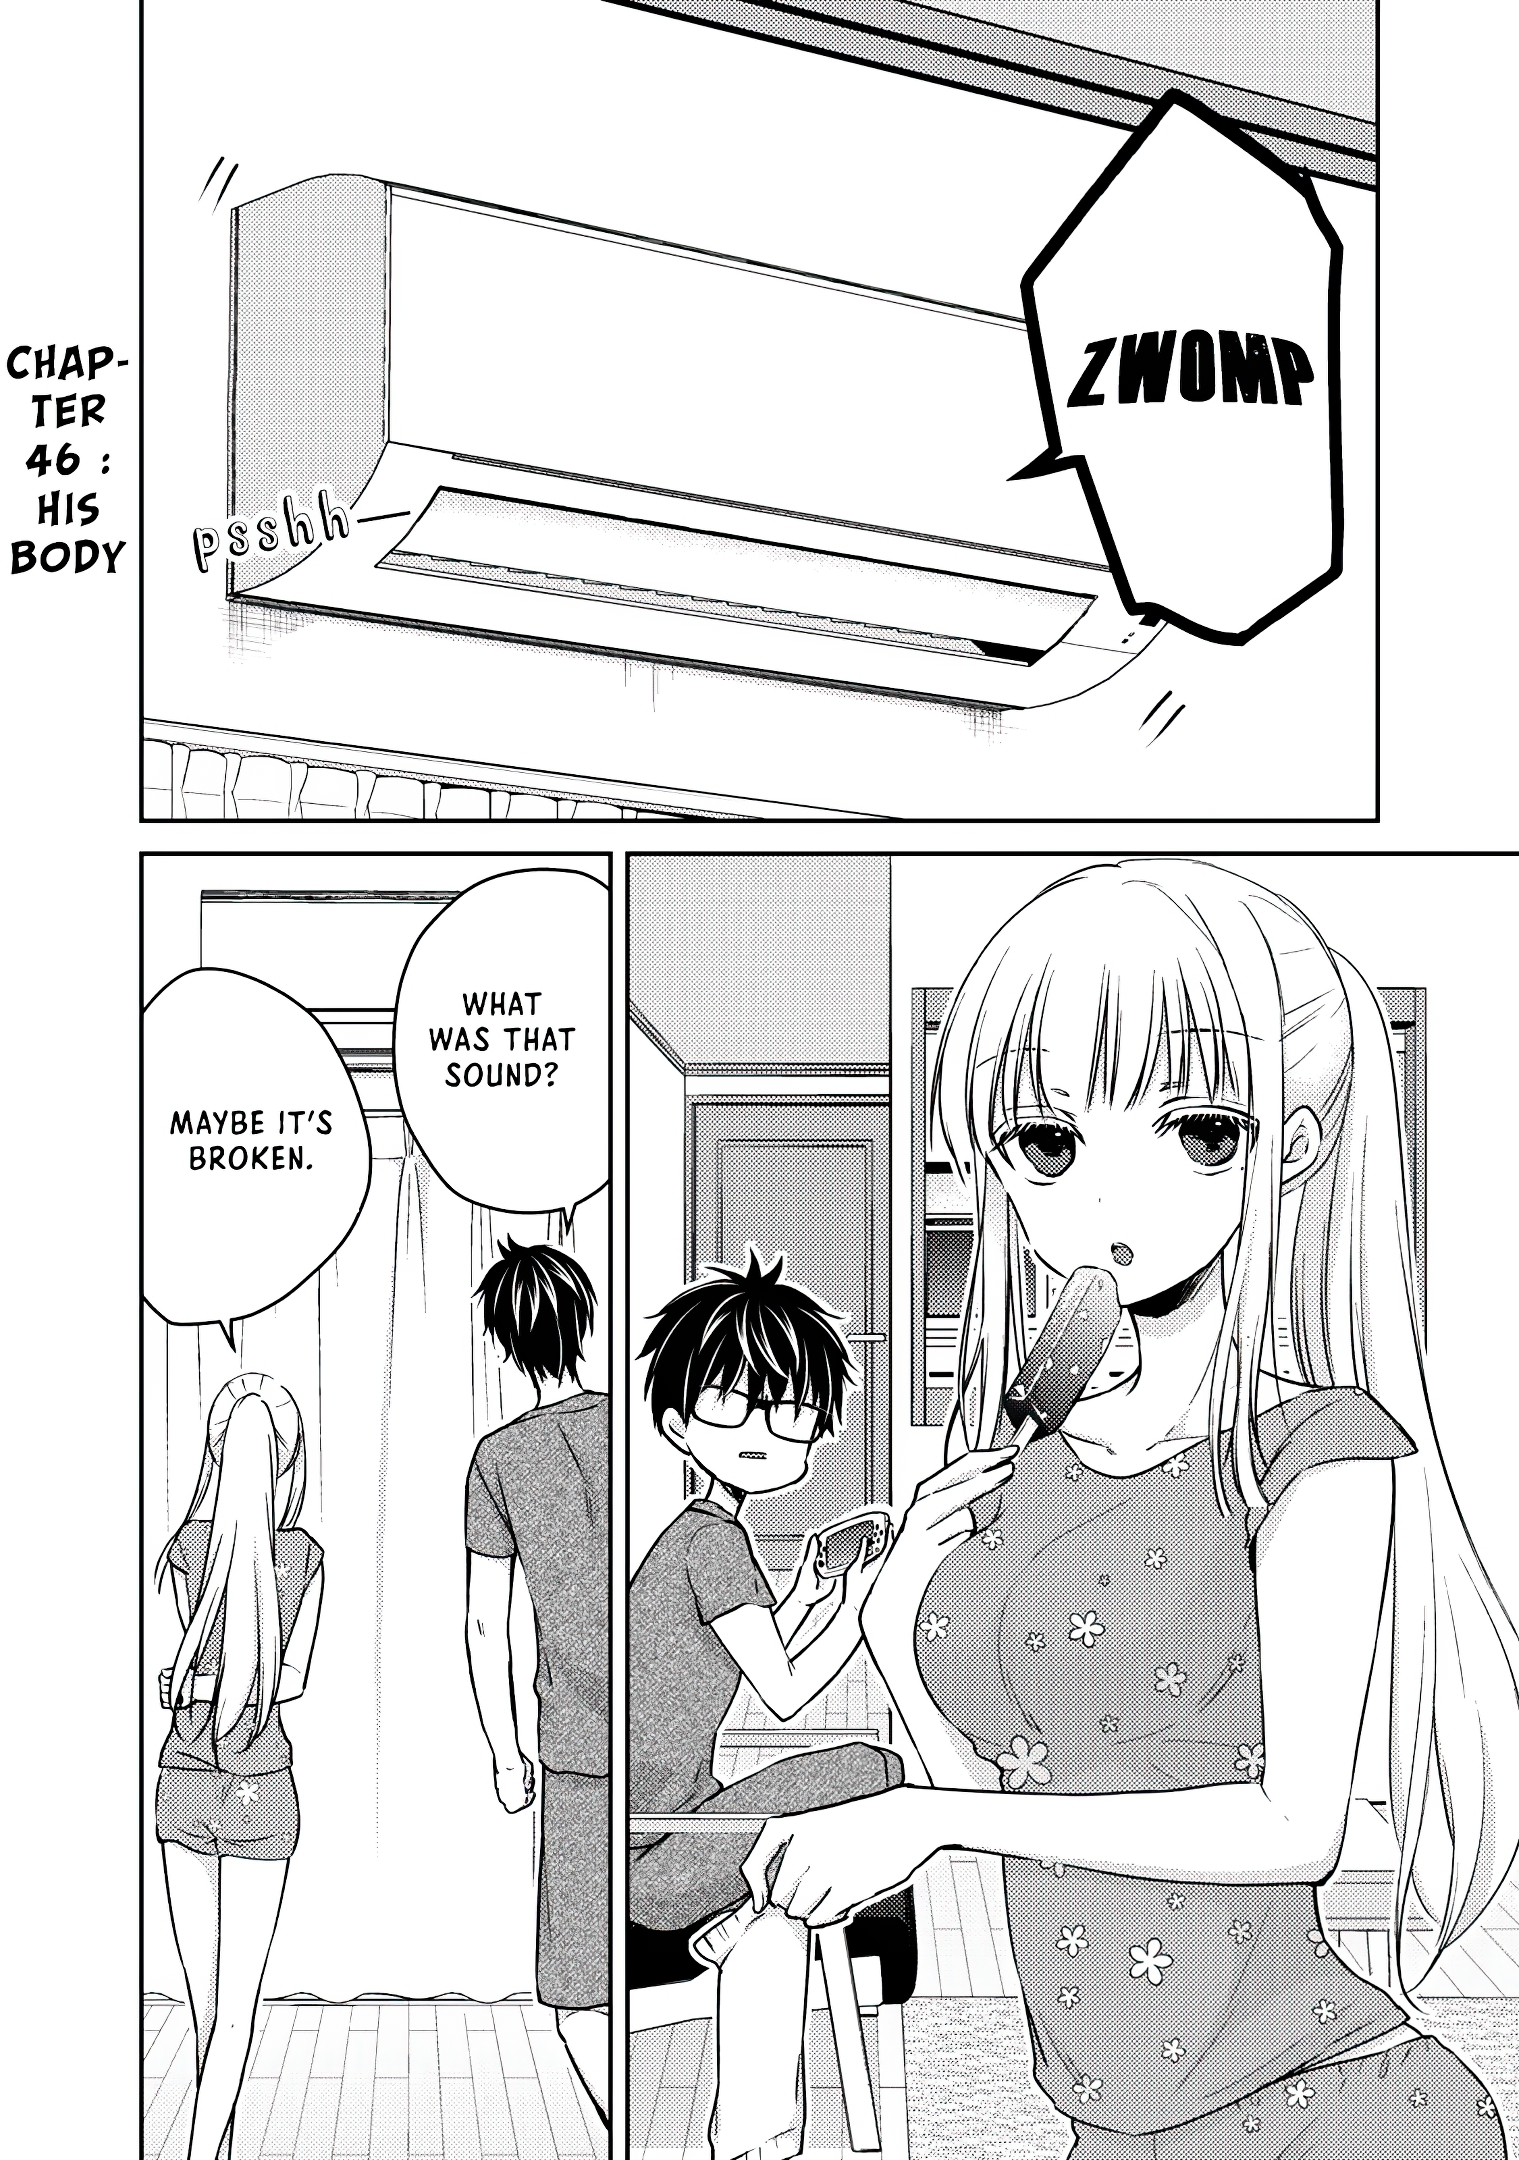 CHAP-
TER
46 :
HIS
BODY
ZWOMP
psshh
WHAT
WAS THAT
SOUND?
MAYBE IT'S
BROKEN.